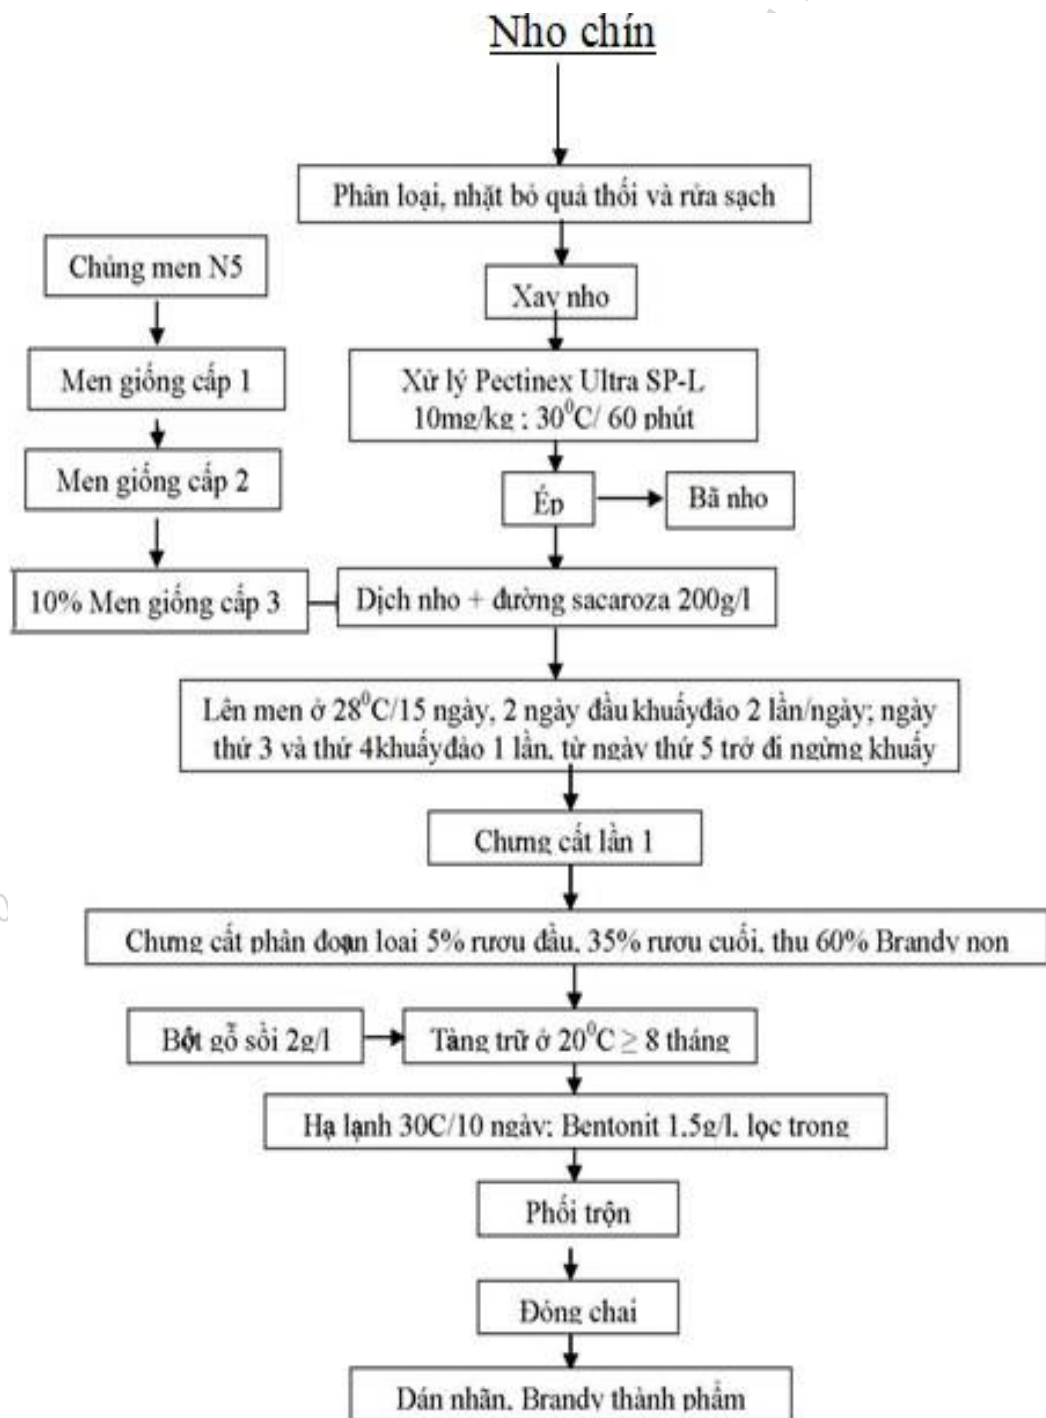 Nho chín
Phân loại, nhặt bỏ quả thối và rửa sạch
Chủng men N5
Xay nho
Men giống cấp 1
Xử lý Pectinex Ultra SP-L
10mg/kg ; 30⁰C/ 60 phút
Men giống cấp 2
Ép
Bã nho
10% Men giống cấp 3
Dịch nho + đường sacaroza 200g/l
Lên men ở 28⁰C/15 ngày, 2 ngày đầu khuấy đảo 2 lần/ngày; ngày
thứ 3 và thứ 4 khuấy đảo 1 lần, từ ngày thứ 5 trở đi ngừng khuấy
Chưng cất lần 1
Chưng cất phân đoạn loại 5% rượu đầu, 35% rượu cuối, thu 60% Brandy non
Bột gỗ sồi 2g/l
Tàng trữ ở 20⁰C ≥ 8 tháng
Hạ lạnh 30C/10 ngày; Bentonit 1,5g/l, lọc trong
Phối trộn
Đóng chai
Dán nhãn, Brandy thành phẩm